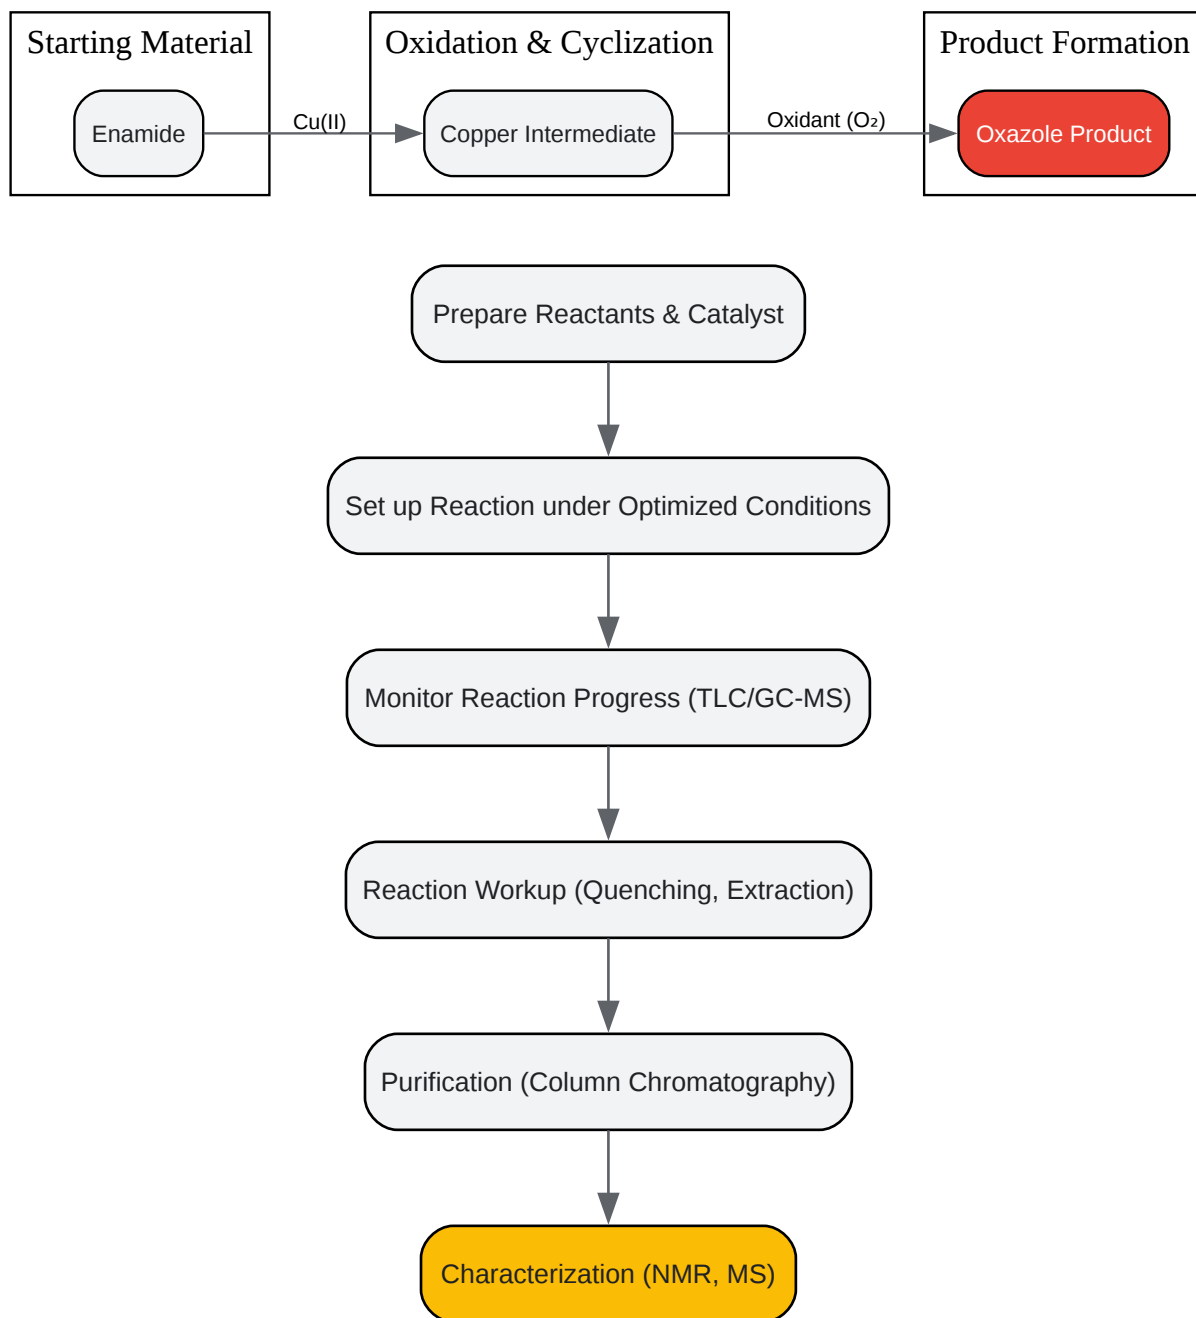 Starting Material
Oxidation & Cyclization
Product Formation
Enamide
Cu(II)
Copper Intermediate
Oxidant (O₂)
Oxazole Product
Prepare Reactants & Catalyst
Set up Reaction under Optimized Conditions
Monitor Reaction Progress (TLC/GC-MS)
Reaction Workup (Quenching, Extraction)
Purification (Column Chromatography)
Characterization (NMR, MS)